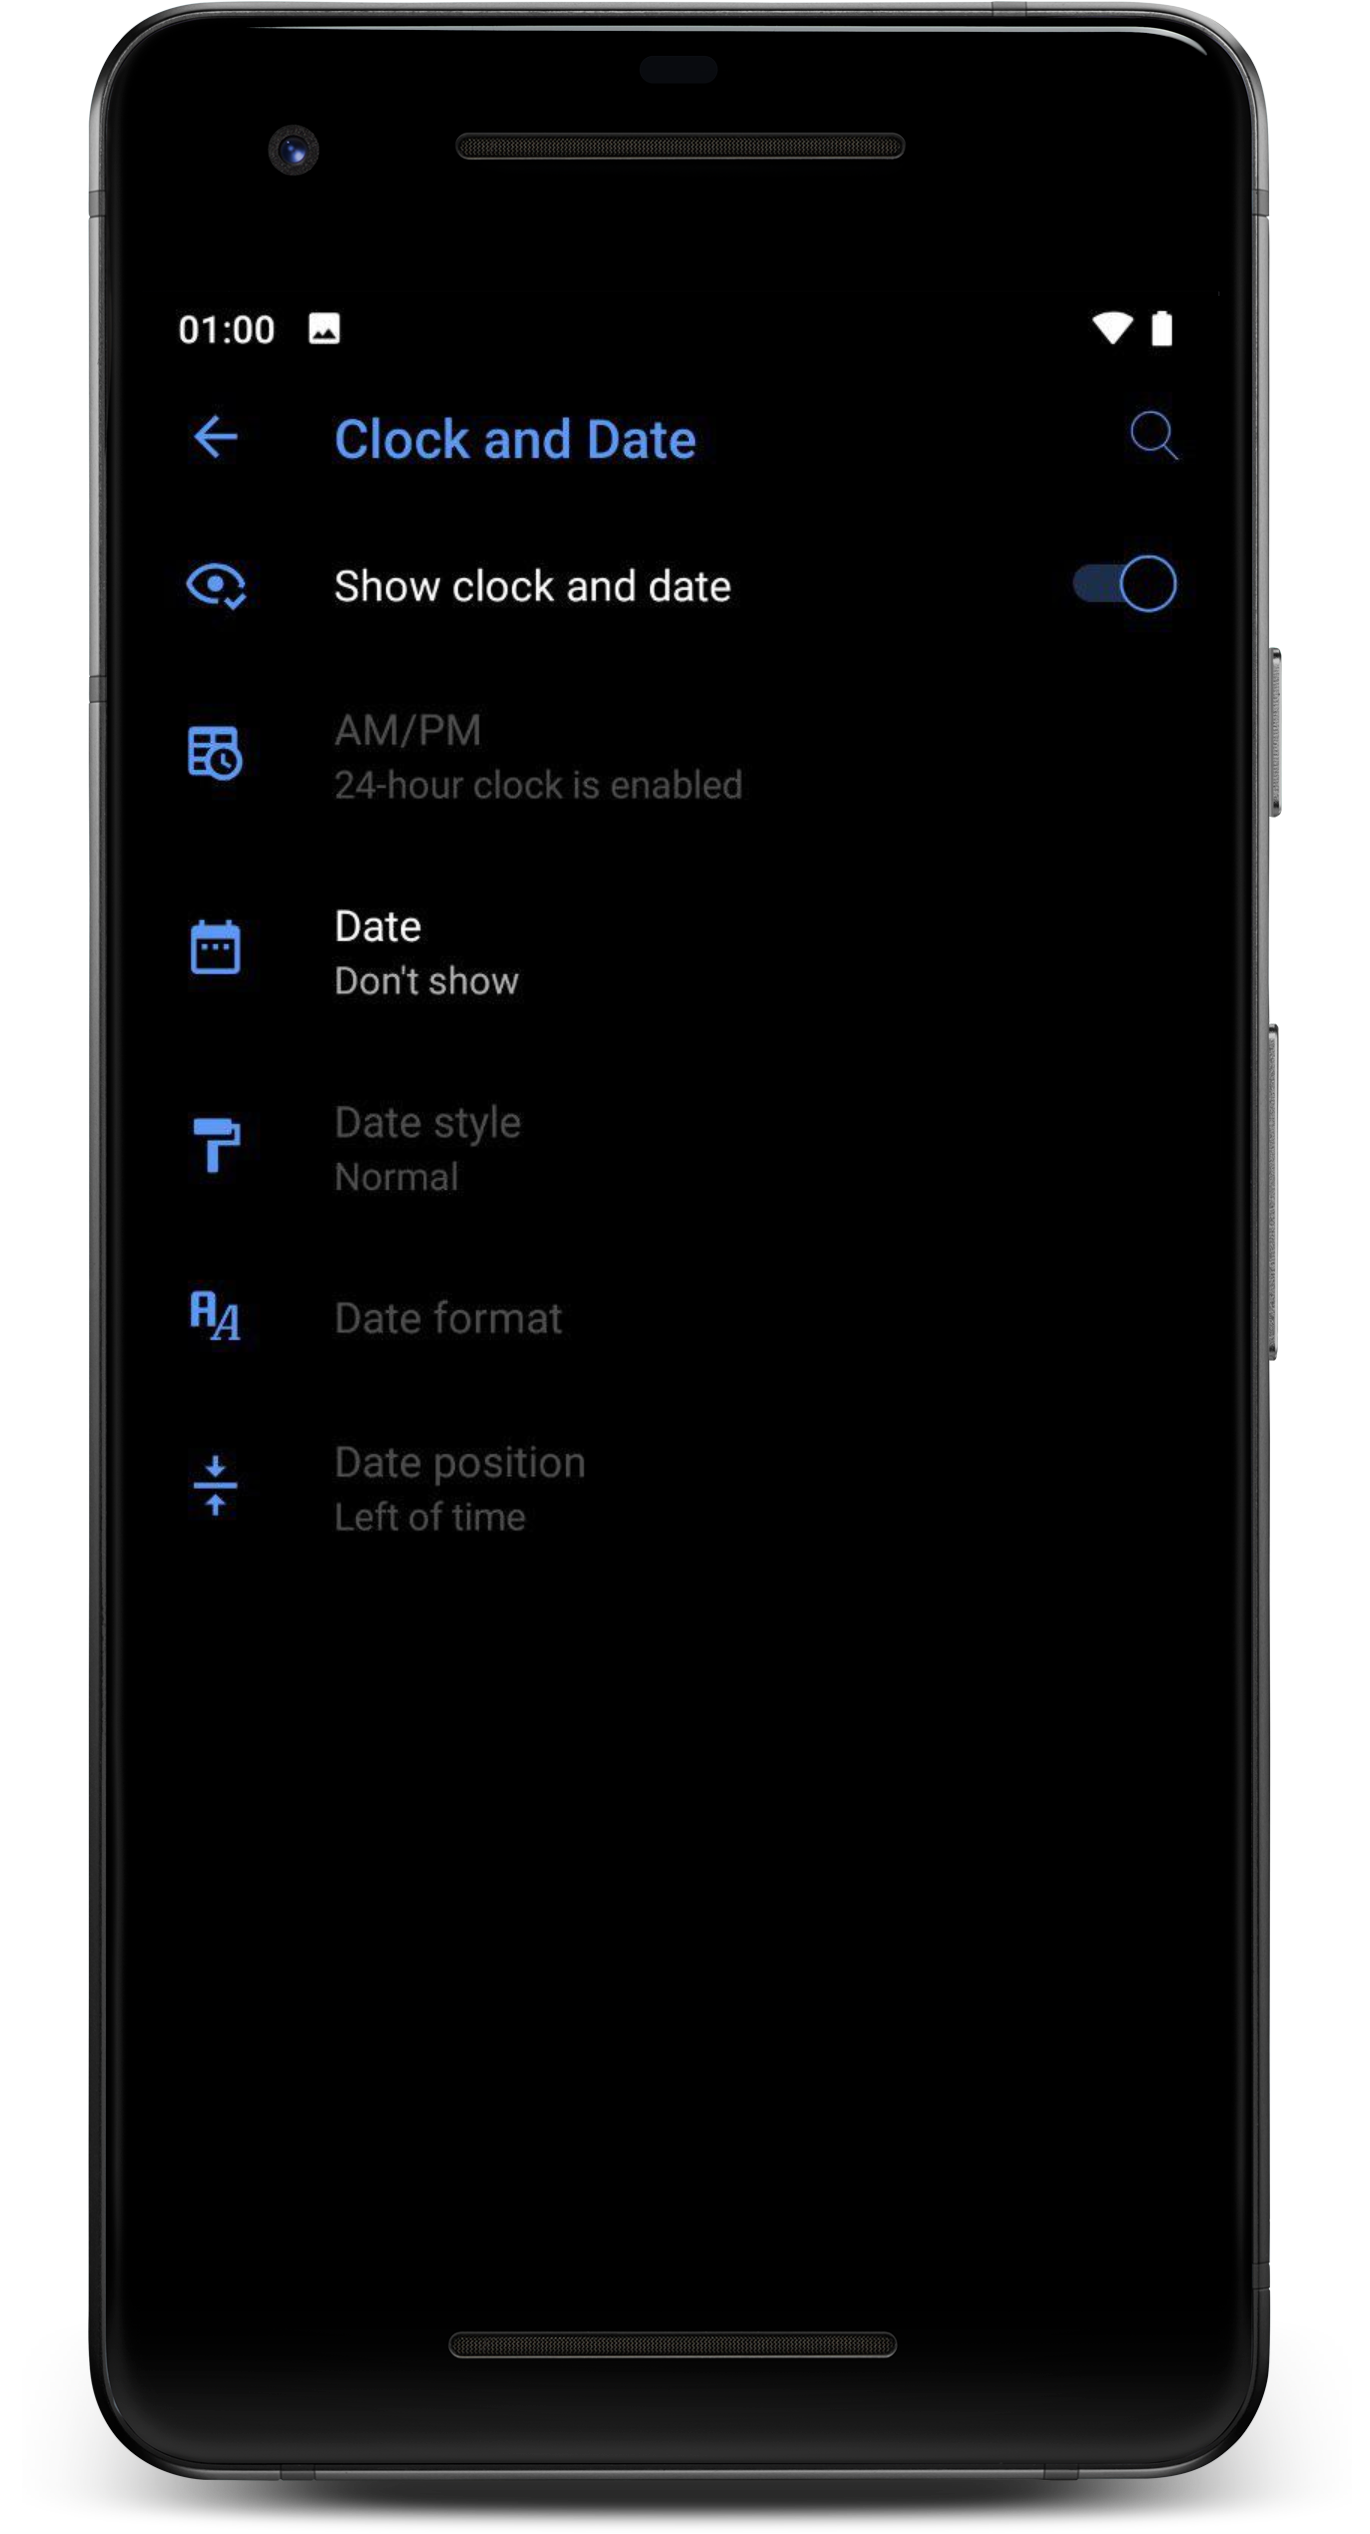 01:00
Clock and Date
Show clock and date
AM/PM
24-hour clock is enabled
Date
Don't show
Date style
Normal
Date format
Date position
Left of time